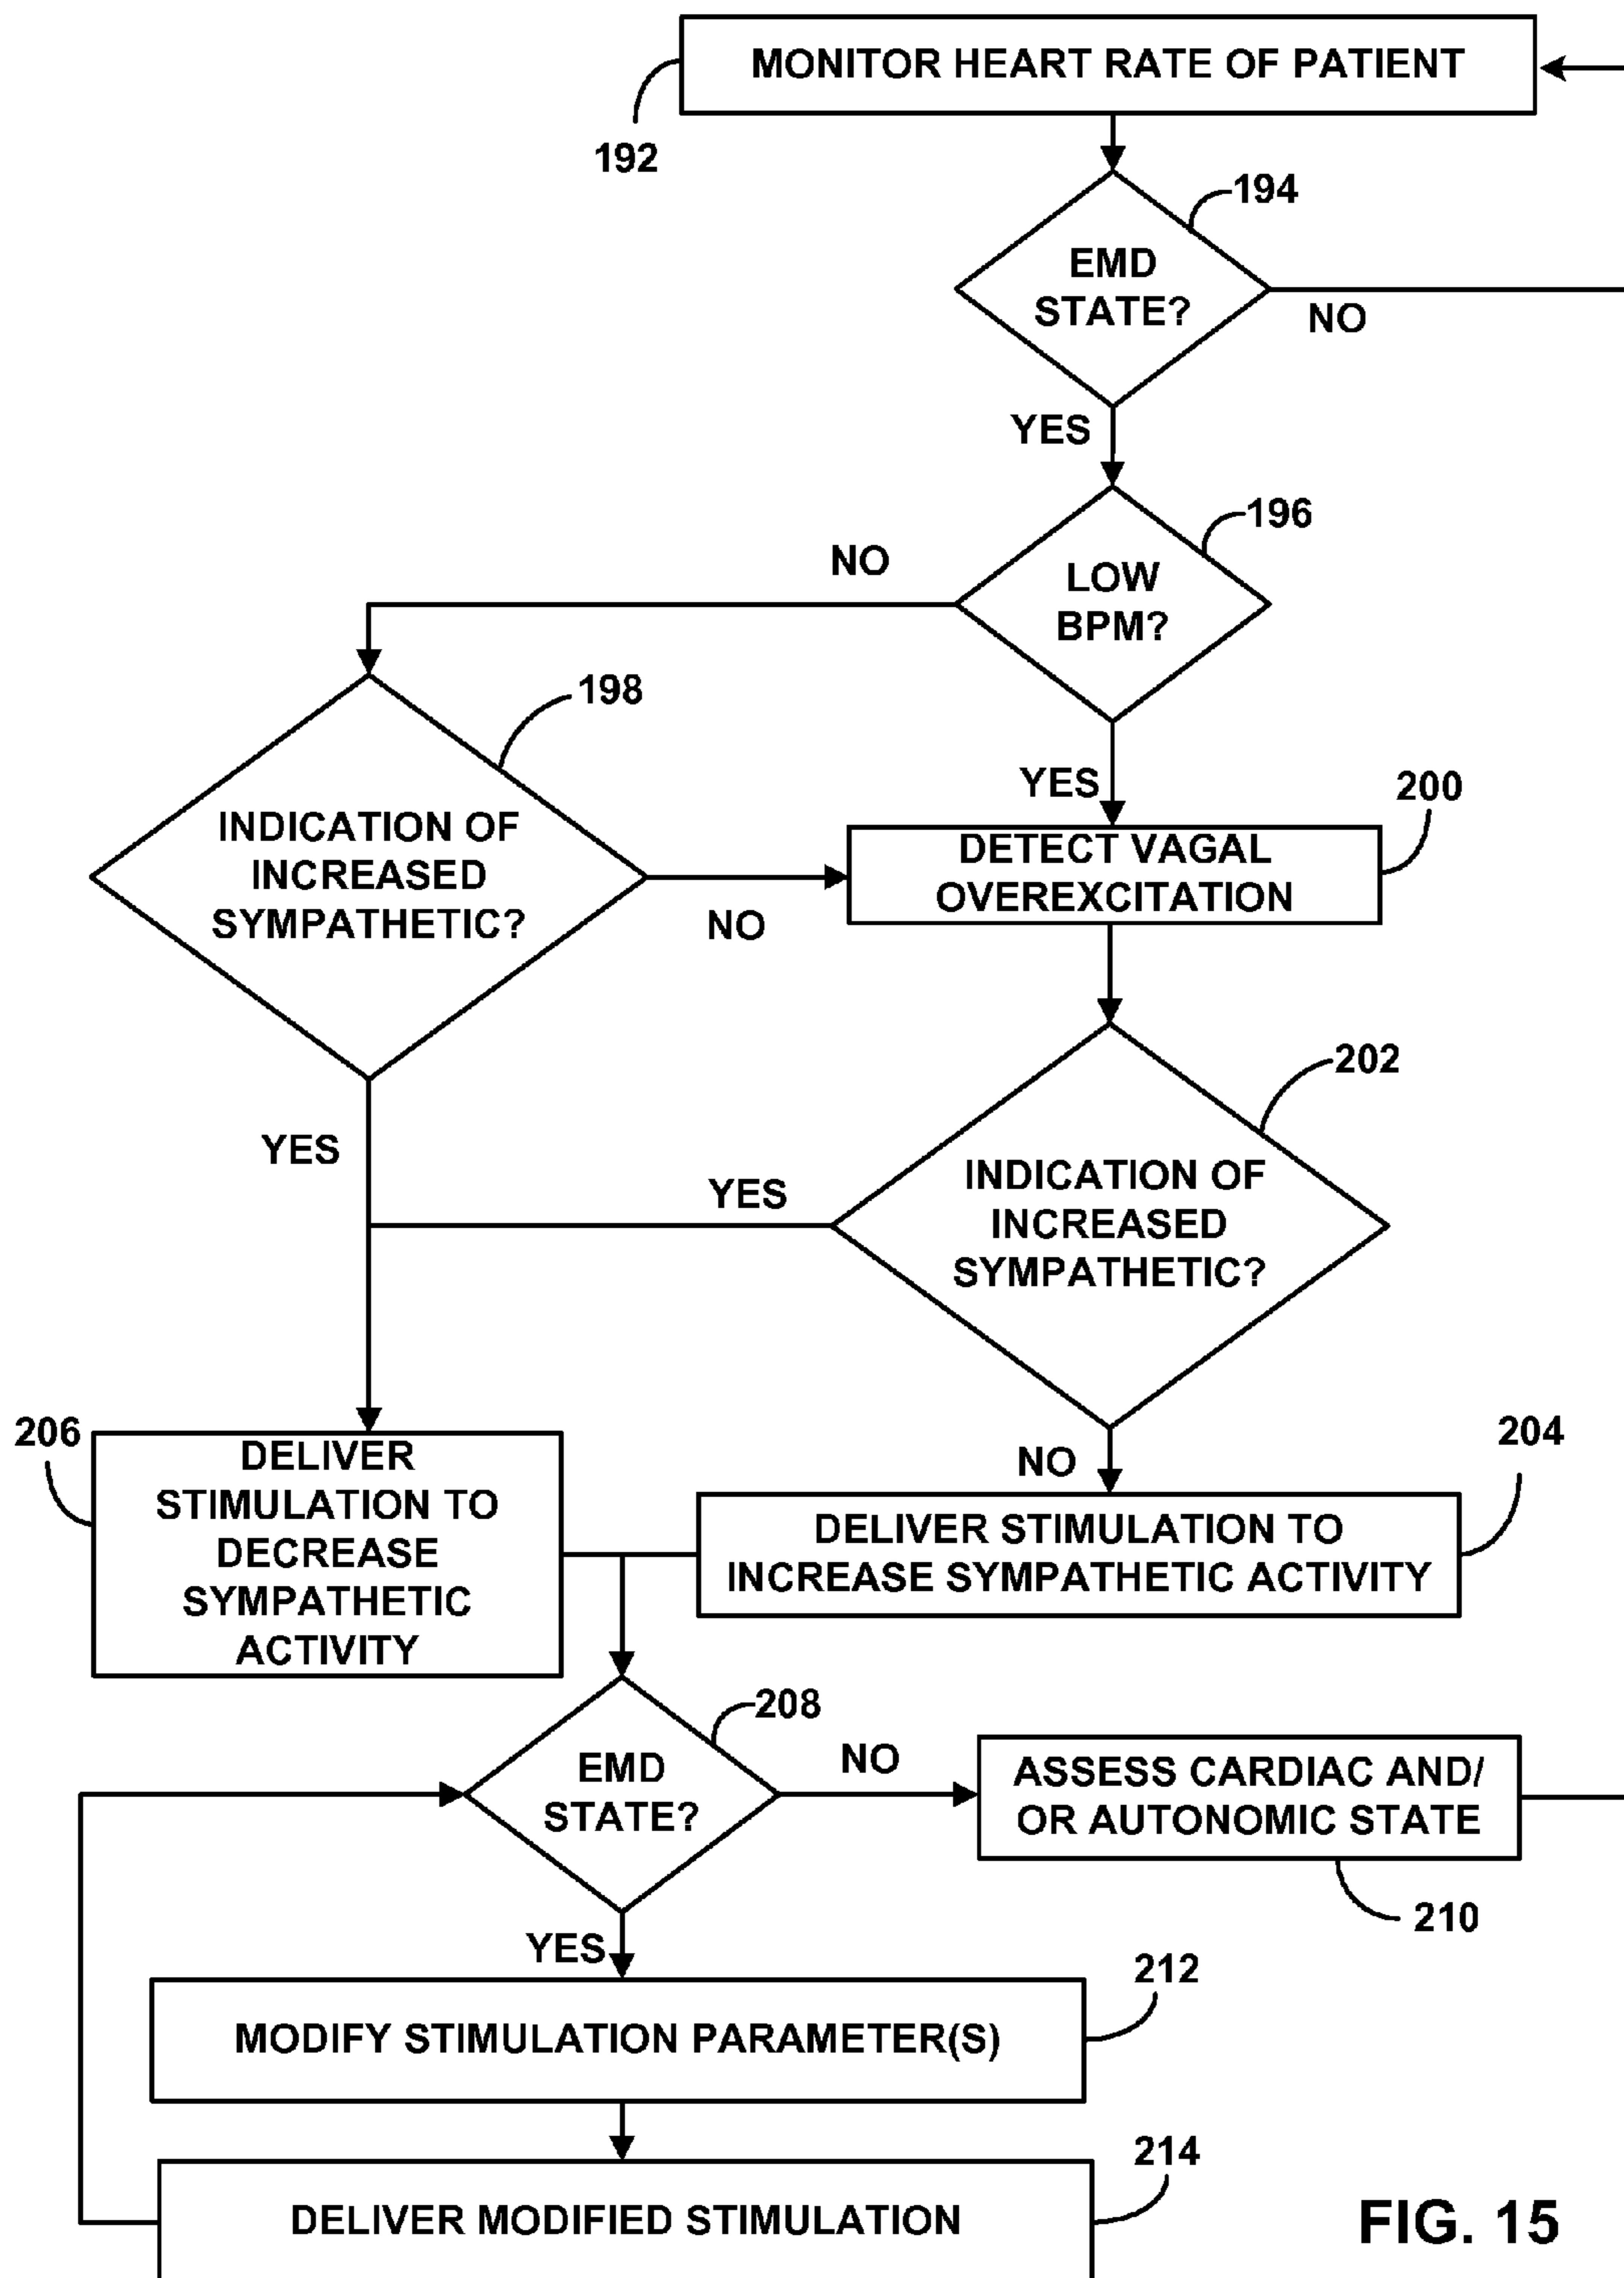 MONITOR HEART RATE OF PATIENT
192
194
EMD
STATE?
NO
YES
196
LOW
BPM?
NO
YES
198
INDICATION OF
INCREASED
SYMPATHETIC?
NO
YES
200
DETECT VAGAL
OVEREXCITATION
202
INDICATION OF
INCREASED
SYMPATHETIC?
YES
NO
206
DELIVER
STIMULATION TO
DECREASE
SYMPATHETIC
ACTIVITY
204
DELIVER STIMULATION TO
INCREASE SYMPATHETIC ACTIVITY
208
EMD
STATE?
NO
YES
ASSESS CARDIAC AND/
OR AUTONOMIC STATE
210
212
MODIFY STIMULATION PARAMETER(S)
214
DELIVER MODIFIED STIMULATION
FIG. 15